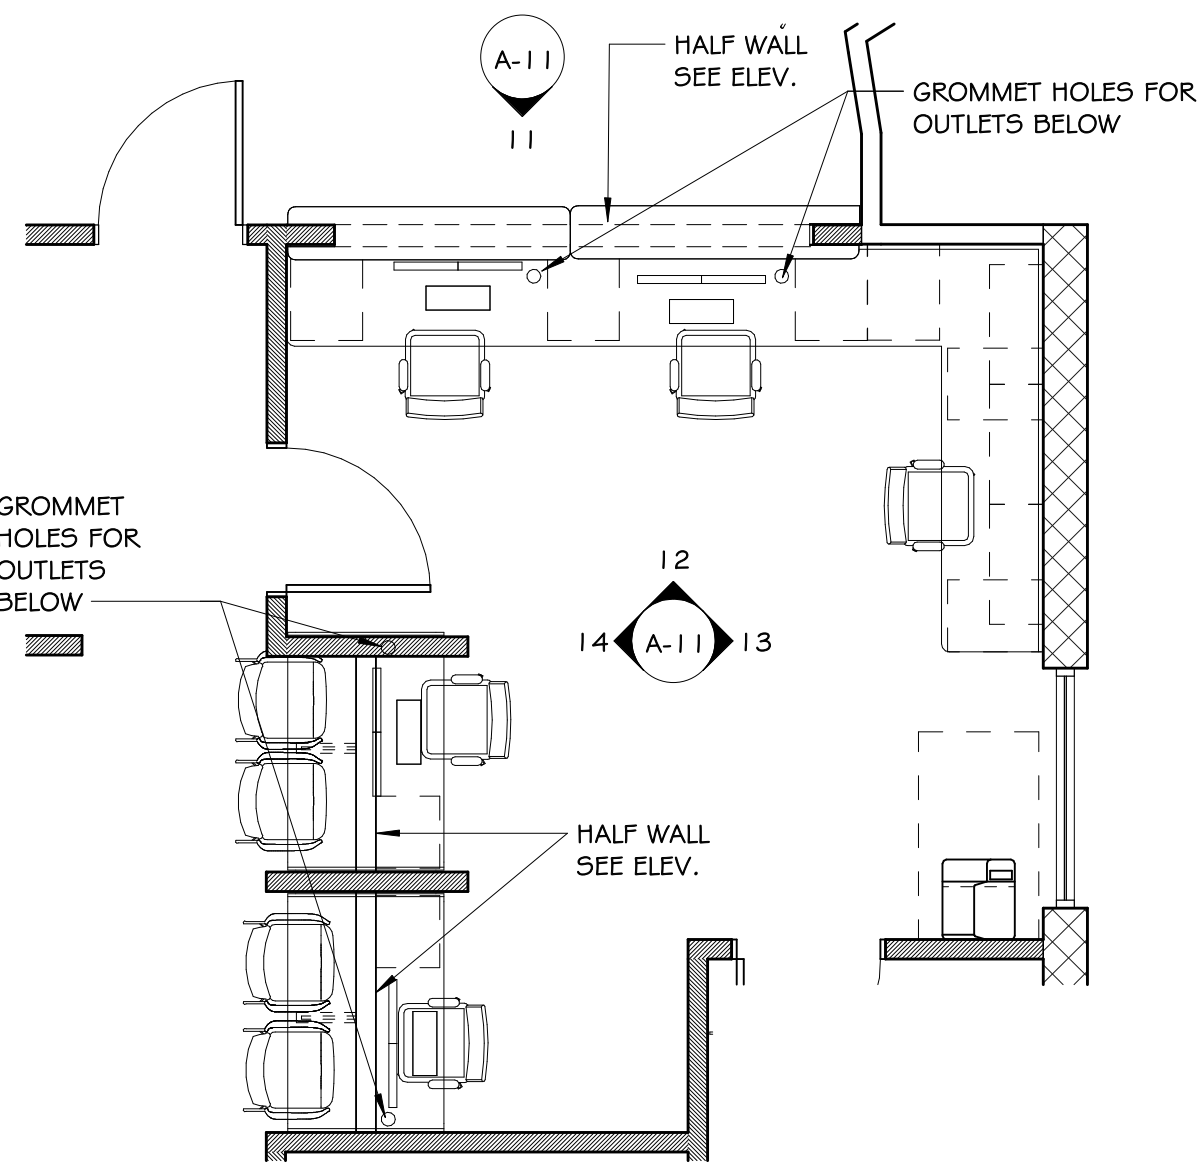 A-11
11
HALF WALL
SEE ELEV.
GROMMET HOLES FOR
OUTLETS BELOW
GROMMET
HOLES FOR
OUTLETS
BELOW
12
14
A-11
13
HALF WALL
SEE ELEV.